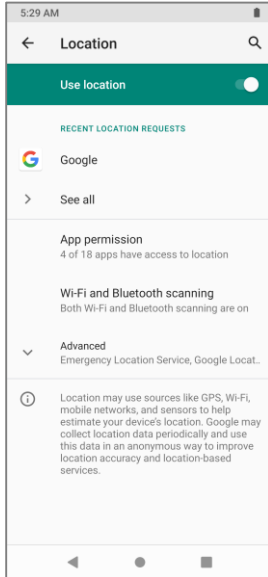 5:29 AM
Location
Use location
RECENT LOCATION REQUESTS
Google
See all
App permission
4 of 18 apps have access to location
Wi-Fi and Bluetooth scanning
Both Wi-Fi and Bluetooth scanning are on
Advanced
Emergency Location Service, Google Locat..
Location may use sources like GPS, Wi-Fi,
mobile networks, and sensors to help
estimate your device's location. Google may
collect location data periodically and use
this data in an anonymous way to improve
location accuracy and location-based
services.